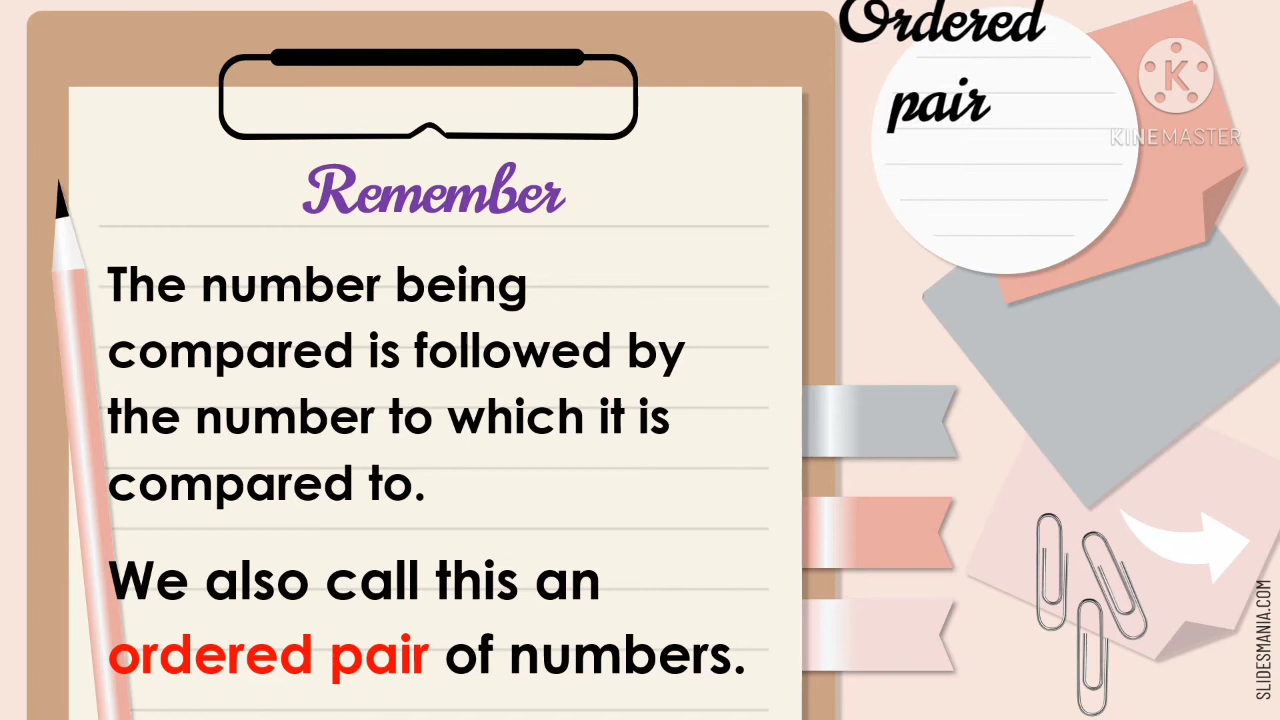 Ordered
pair
K
KINEMASTER
Remember
The number being
compared is followed by
the number to which it is
compared to.
We also call this an
ordered pair of numbers.
SLIDESMANIA.COM